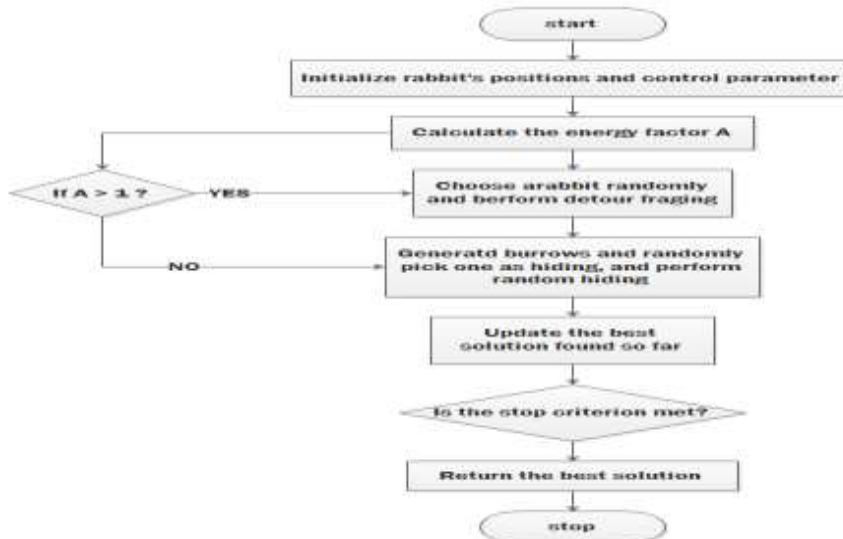 start
Initialize rabbit's positions and control parameter
Calculate the energy factor A
If A > 1 ?
YES
Choose arabbit randomly
and berform detour fraging
NO
Generatd burrows and randomly
pick one as hiding, and perform
random hiding
Update the best
solution found so far
Is the stop criterion met?
Return the best solution
stop